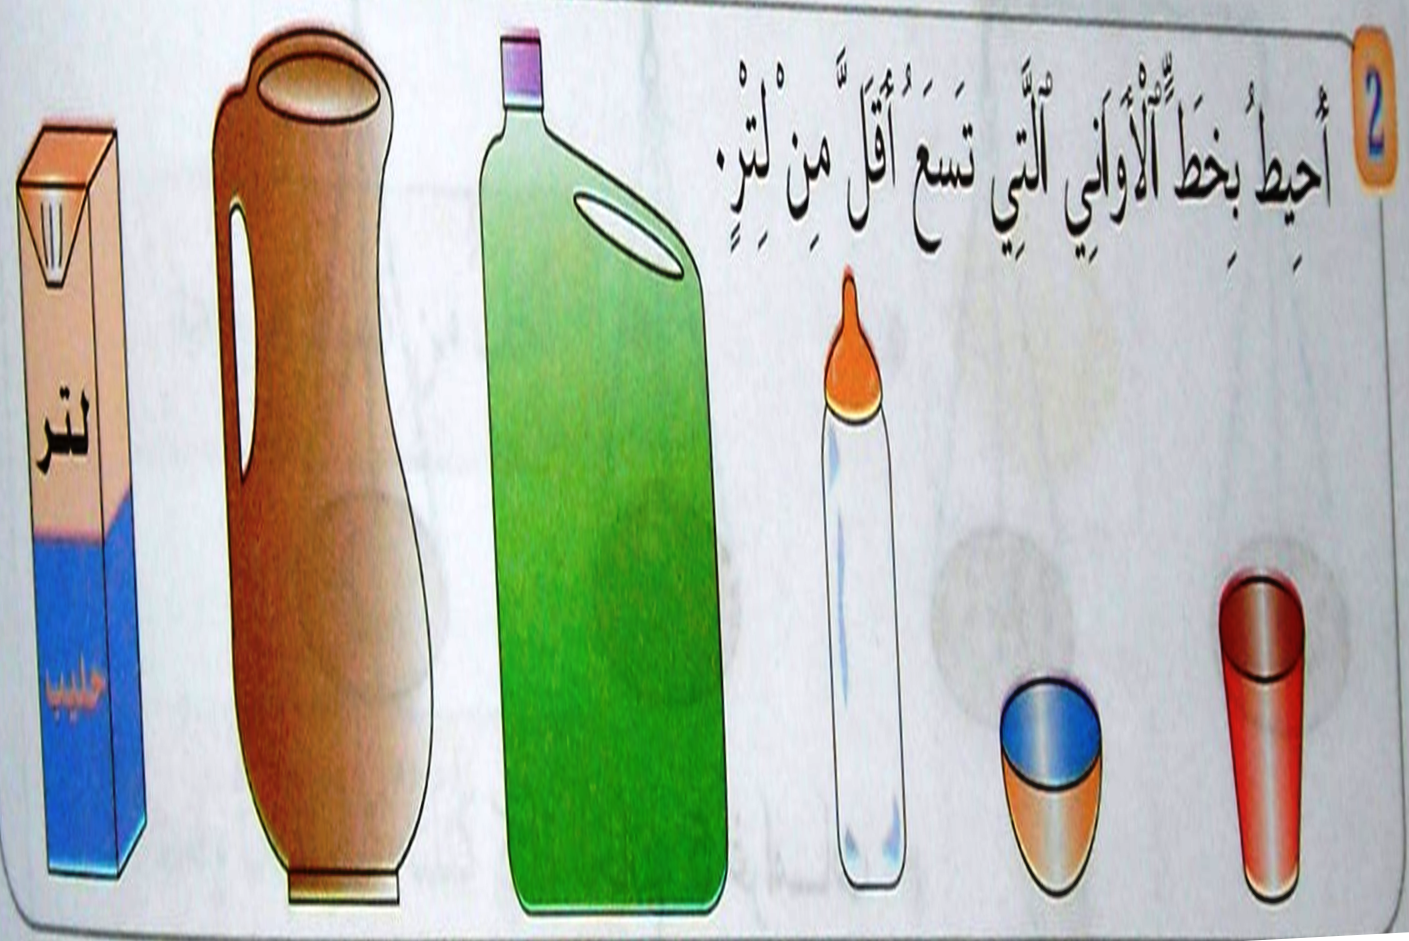 2
أُحِيطُ بِخَطٍّ ٱلْأَوَانِي ٱلَّتِي تَسَعُ أَقَلَّ مِنْ لِتْرٍ.
لتر
حليب